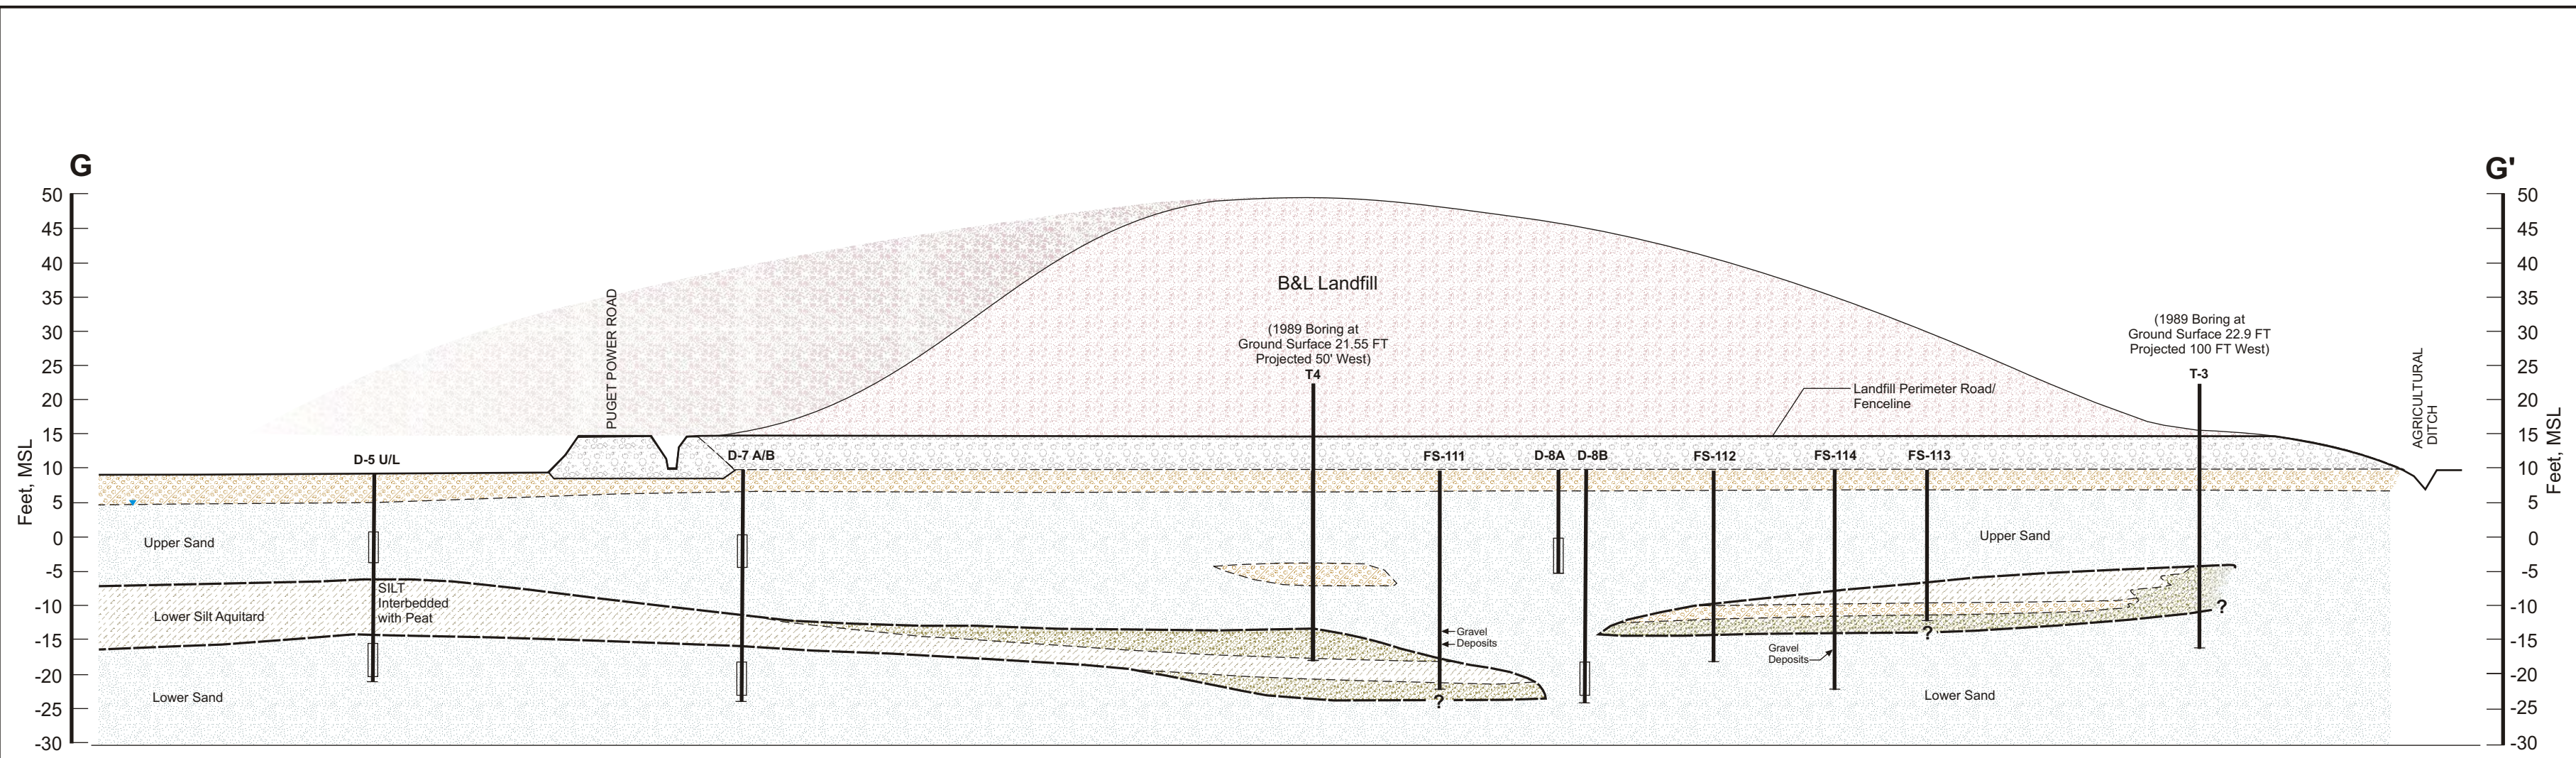 G
G'
50
45
40
35
30
25
20
15
10
5
0
-5
-10
-15
-20
-25
-30
Feet, MSL
50
45
40
35
30
25
20
15
10
5
0
-5
-10
-15
-20
-25
-30
Feet, MSL
PUGET POWER ROAD
B&L Landfill
(1989 Boring at
Ground Surface 21.55 FT
Projected 50' West)
T4
(1989 Boring at
Ground Surface 22.9 FT
Projected 100 FT West)
T-3
AGRICULTURAL
DITCH
Landfill Perimeter Road/
Fenceline
D-5 U/L
D-7 A/B
FS-111
D-8A
D-8B
FS-112
FS-114
FS-113
Upper Sand
Upper Sand
SILT
Interbedded
with Peat
Lower Silt Aquitard
Gravel
Deposits
Gravel
Deposits
?
?
?
Lower Sand
Lower Sand